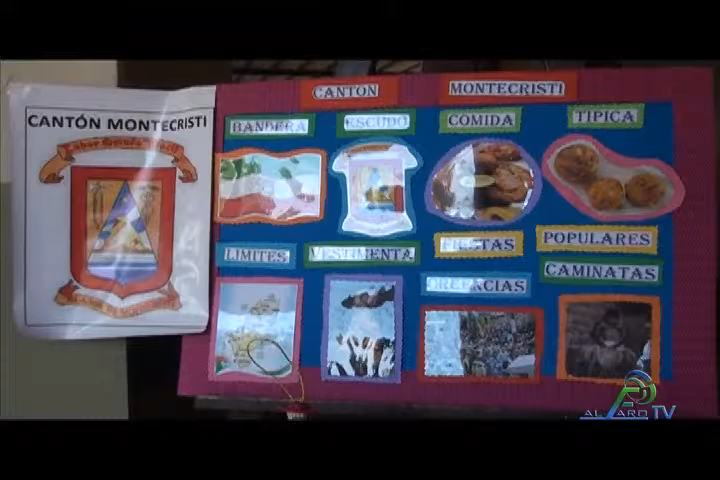 CANTÓN MONTECRISTI
CANTON
MONTECRISTI
BANDERA
ESCUDO
COMIDA
TIPICA
LIMITES
VESTIMENTA
FIESTAS
POPULARES
CREENCIAS
CAMINATAS
ALFARO TV